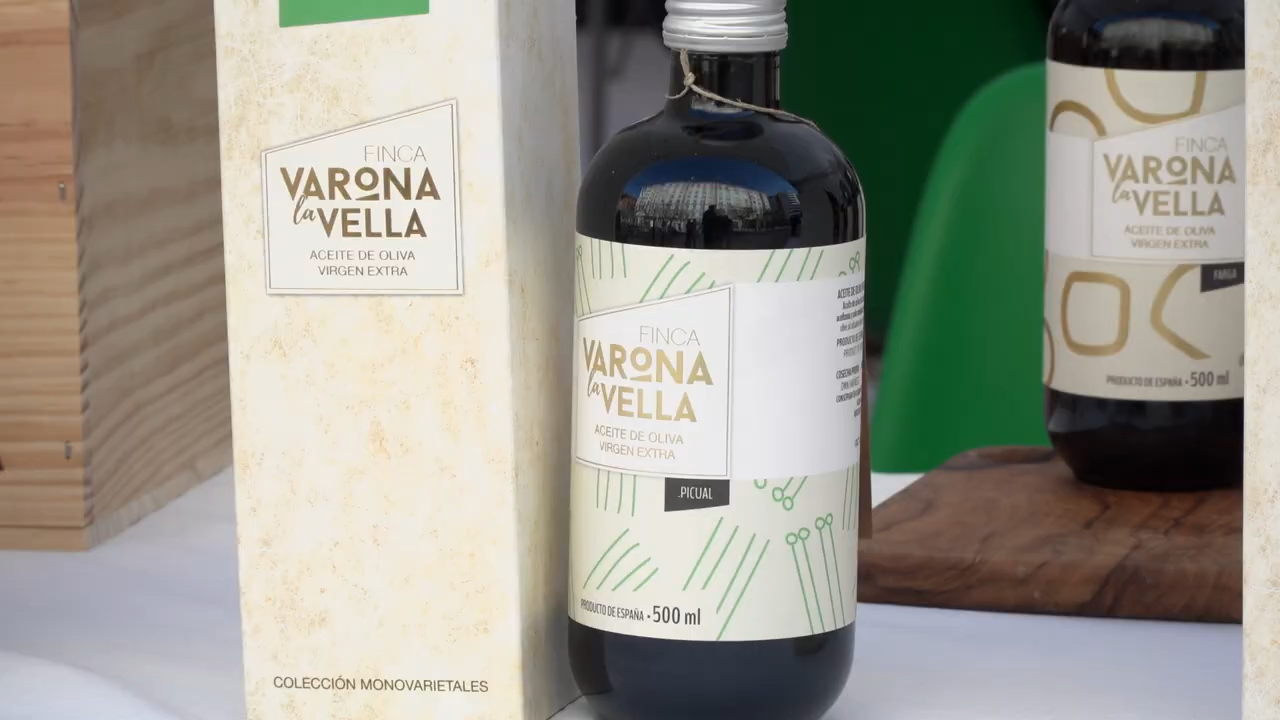 FINCA
VARONA
la VELLA
ACEITE DE OLIVA
VIRGEN EXTRA
COLECCIÓN MONOVARIETALES
FINCA
VARONA
la VELLA
ACEITE DE OLIVA
VIRGEN EXTRA
PICUAL
PRODUCTO DE ESPAÑA · 500 ml
FINCA
VARONA
la VELLA
ACEITE DE OLIVA
VIRGEN EXTRA
FARGA
PRODUCTO DE ESPAÑA · 500 ml